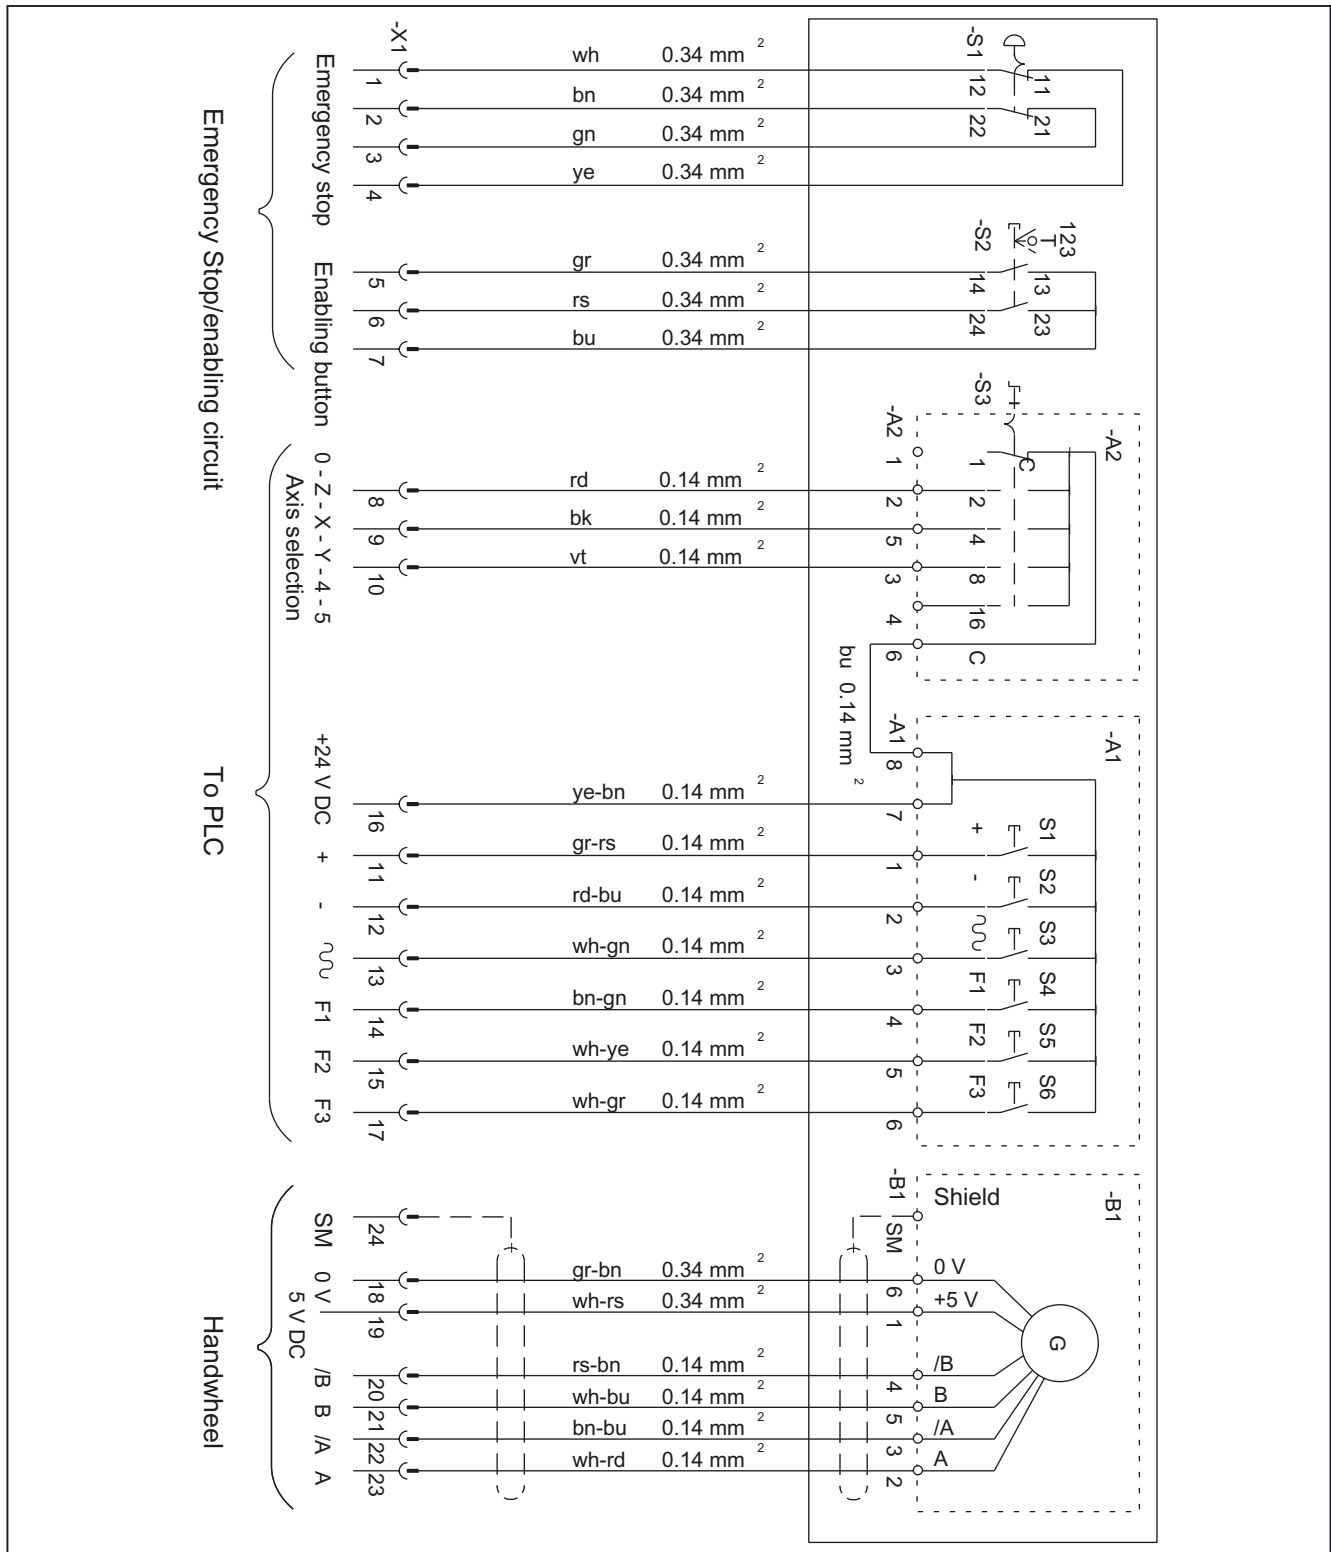 -X1
Emergency Stop/enabling circuit
Emergency stop
1 wh 0.34 mm 2
2 bn 0.34 mm 2
3 gn 0.34 mm 2
4 ye 0.34 mm 2
-S1
12 11
22 21
Enabling button
5 gr 0.34 mm 2
6 rs 0.34 mm 2
7 bu 0.34 mm 2
-S2
123
T
14 13
24 23
To PLC
0 - Z - X - Y - 4 - 5
Axis selection
8 rd 0.14 mm 2
9 bk 0.14 mm 2
10 vt 0.14 mm 2
-S3
-A2
-A2
1 1 C
2 2
5 4
3 8
4 16
6 C
bu 0.14 mm 2
-A1
-A1
8
+24 V DC 16 ye-bn 0.14 mm 2 7
+ 11 gr-rs 0.14 mm 2 1 + S1
- 12 rd-bu 0.14 mm 2 2 - S2
13 wh-gn 0.14 mm 2 3 S3
F1 14 bn-gn 0.14 mm 2 4 F1 S4
F2 15 wh-ye 0.14 mm 2 5 F2 S5
F3 17 wh-gr 0.14 mm 2 6 F3 S6
Handwheel
-B1
-B1
SM 24 SM Shield
0 V 18 gr-bn 0.34 mm 2 6 0 V
5 V DC 19 wh-rs 0.34 mm 2 1 +5 V
G
/B 20 rs-bn 0.14 mm 2 4 /B
B 21 wh-bu 0.14 mm 2 5 B
/A 22 bn-bu 0.14 mm 2 3 /A
A 23 wh-rd 0.14 mm 2 2 A